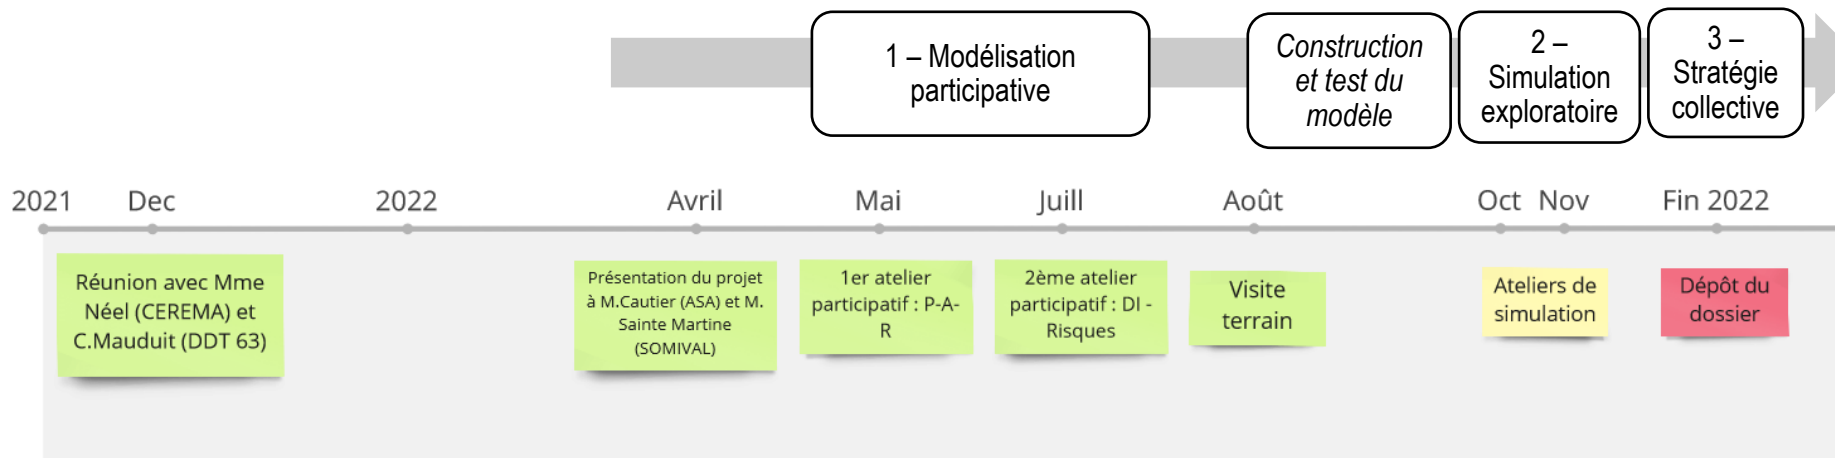 1 – Modélisation
participative
Construction
et test du
modèle
2 –
Simulation
exploratoire
3 –
Stratégie
collective
2021
Dec
2022
Avril
Mai
Juill
Août
Oct
Nov
Fin 2022
Réunion avec Mme
Néel (CEREMA) et
C.Mauduit (DDT 63)
Présentation du projet
à M.Cautier (ASA) et M.
Sainte Martine
(SOMIVAL)
1er atelier
participatif : P-A-
R
2ème atelier
participatif : DI -
Risques
Visite
terrain
Ateliers de
simulation
Dépôt du
dossier